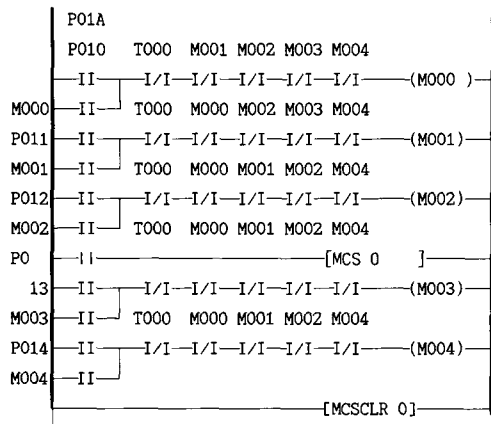 P01A
P010 T000 M001 M002 M003 M004
II I/I I/I I/I I/I I/I (M000 )
M000 II T000 M000 M002 M003 M004
P011 II I/I I/I I/I I/I I/I (M001)
M001 II T000 M000 M001 M002 M004
P012 II I/I I/I I/I I/I I/I (M002)
M002 II T000 M000 M001 M002 M004
P0 II [MCS 0 ]
13 II I/I I/I I/I I/I I/I (M003)
M003 II T000 M000 M001 M002 M004
P014 II I/I I/I I/I I/I I/I (M004)
M004 II
[MCSCLR 0]